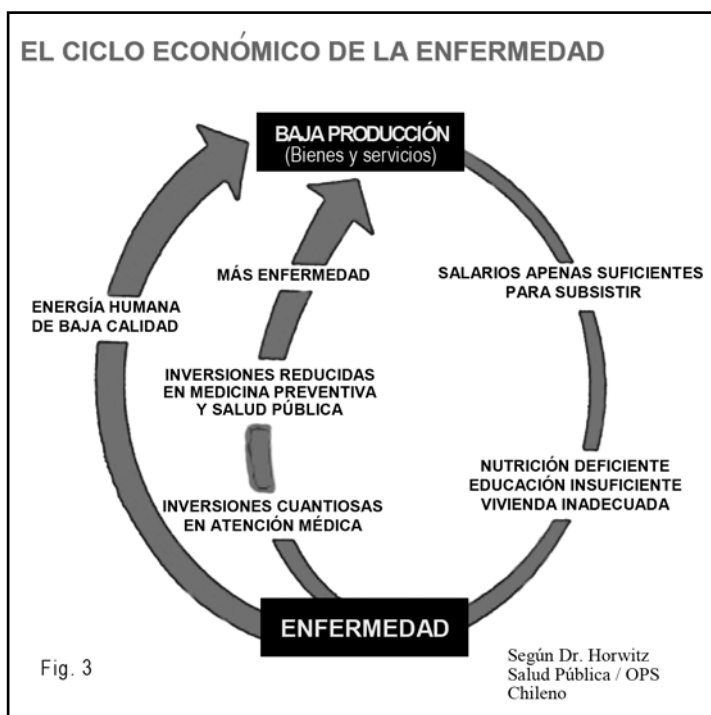 EL CICLO ECONÓMICO DE LA ENFERMEDAD
BAJA PRODUCCIÓN
(Bienes y servicios)
SALARIOS APENAS SUFICIENTES
PARA SUBSISTIR
NUTRICIÓN DEFICIENTE
EDUCACIÓN INSUFICIENTE
VIVIENDA INADECUADA
ENFERMEDAD
INVERSIONES CUANTIOSAS
EN ATENCIÓN MÉDICA
INVERSIONES REDUCIDAS
EN MEDICINA PREVENTIVA
Y SALUD PÚBLICA
MÁS ENFERMEDAD
ENERGÍA HUMANA
DE BAJA CALIDAD
Fig. 3
Según Dr. Horwitz
Salud Pública / OPS
Chileno